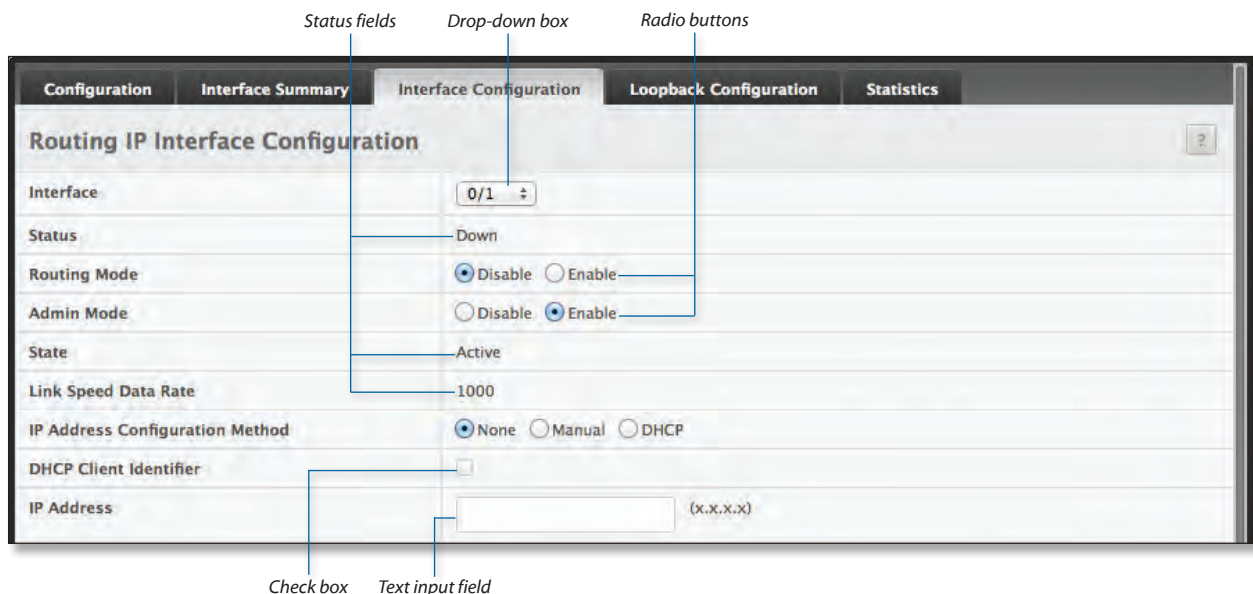 Status fields Drop-down box Radio buttons
Configuration Interface Summary Interface Configuration Loopback Configuration Statistics
Routing IP Interface Configuration ?
Interface 0/1
Status Down
Routing Mode Disable Enable
Admin Mode Disable Enable
State Active
Link Speed Data Rate 1000
IP Address Configuration Method None Manual DHCP
DHCP Client Identifier
IP Address (x.x.x.x)
Check box Text input field